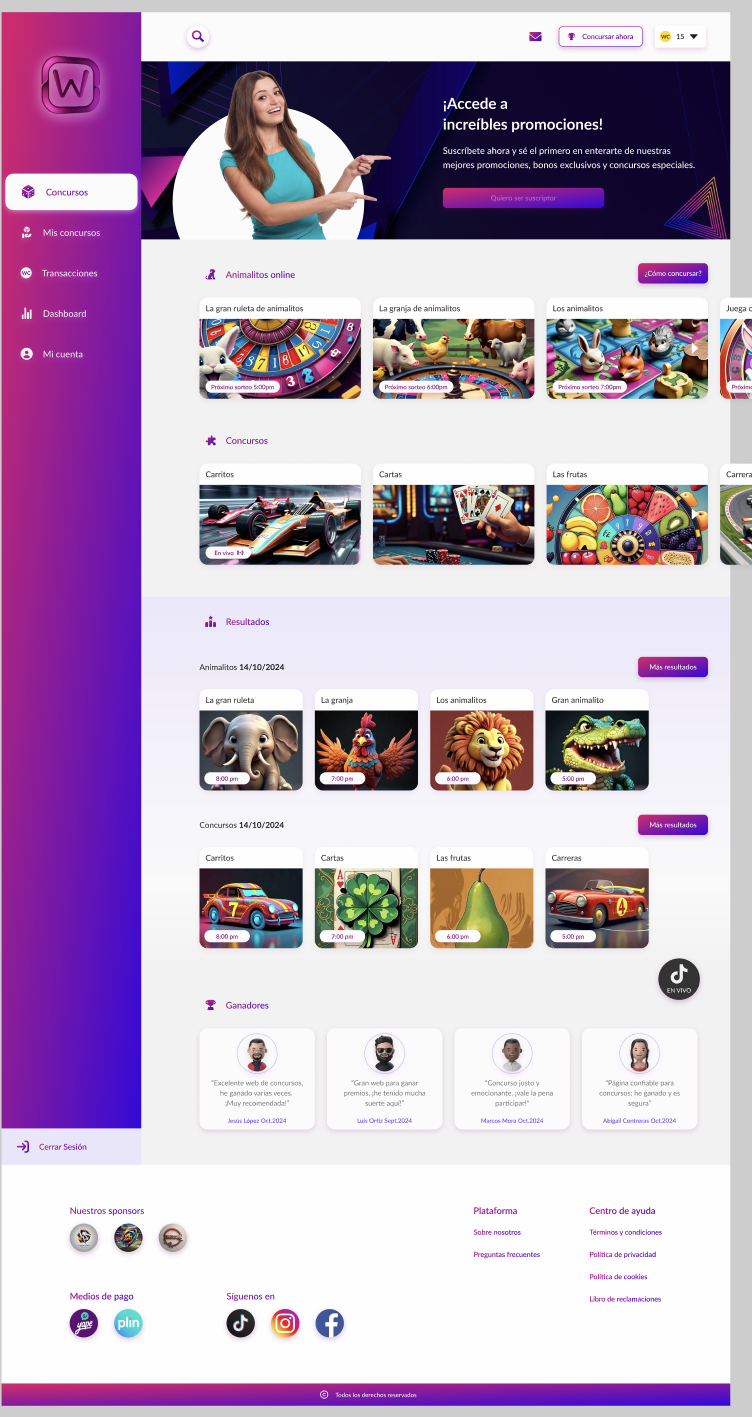 W
Concursar ahora
WC 15
Concursos
Mis concursos
WC Transacciones
Dashboard
Mi cuenta
¡Accede a
increíbles promociones!
Suscríbete ahora y sé el primero en enterarte de nuestras
mejores promociones, bonos exclusivos y concursos especiales.
Quiero ser suscriptor
Animalitos online
¿Cómo concursar?
La gran ruleta de animalitos
La granja de animalitos
Los animalitos
Juega
Próximo sorteo 5:00pm
Próximo sorteo 6:00pm
Próximo sorteo 7:00pm
Concursos
Carritos
Cartas
Las frutas
Carrera
En vivo
Resultados
Animalitos 14/10/2024
Más resultados
La gran ruleta
La granja
Los animalitos
Gran animalito
8:00 pm
7:00 pm
6:00 pm
5:00 pm
Concursos 14/10/2024
Más resultados
Carritos
Cartas
Las frutas
Carreras
7
A
A
4
8:00 pm
7:00 pm
6:00 pm
5:00 pm
EN VIVO
Ganadores
“Excelente web de concursos,
he ganado varias veces.
¡Muy recomendada!”
Jesús López Oct.2024
“Gran web para ganar
premios, ¡he tenido mucha
suerte aquí!”
Luis Ortiz Sept.2024
“Concurso justo y
emocionante, ¡vale la pena
participar!”
Marcos Mora Oct.2024
“Página confiable para
concursos; he ganado y es
segura”
Abigail Contreras Oct.2024
Cerrar Sesión
Nuestros sponsors
Plataforma
Sobre nosotros
Preguntas frecuentes
Centro de ayuda
Términos y condiciones
Política de privacidad
Política de cookies
Libro de reclamaciones
Medios de pago
yape
plin
Síguenos en
© Todos los derechos reservados